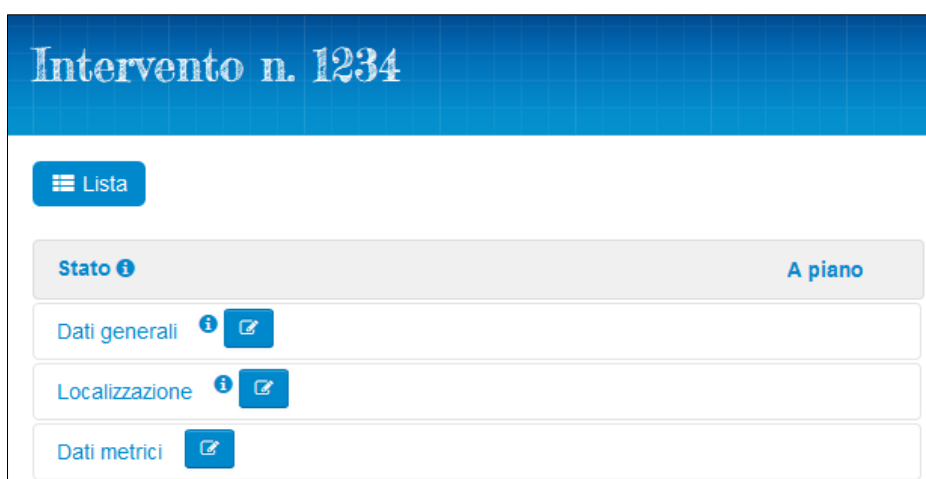 Intervento n. 1234
Lista
Stato A piano
Dati generali
Localizzazione
Dati metrici